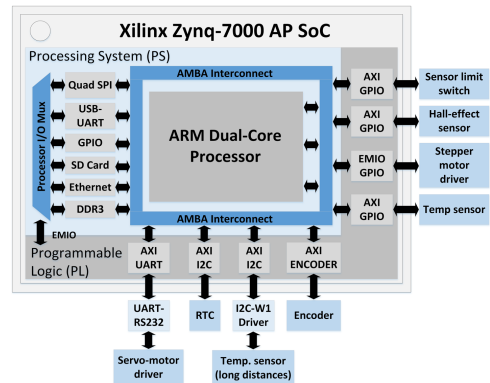 Xilinx Zynq-7000 AP SoC
Processing System (PS)
AMBA Interconnect
Processor I/O Mux
Quad SPI
USB-
UART
GPIO
SD Card
Ethernet
DDR3
ARM Dual-Core
Processor
AMBA Interconnect
EMIO
Programmable
Logic (PL)
AXI
GPIO
Sensor limit
switch
AXI
GPIO
Hall-effect
sensor
EMIO
GPIO
Stepper
motor
driver
AXI
GPIO
Temp sensor
AXI
UART
AXI
I2C
AXI
I2C
AXI
ENCODER
UART-
RS232
RTC
I2C-W1
Driver
Encoder
Servo-motor
driver
Temp. sensor
(long distances)